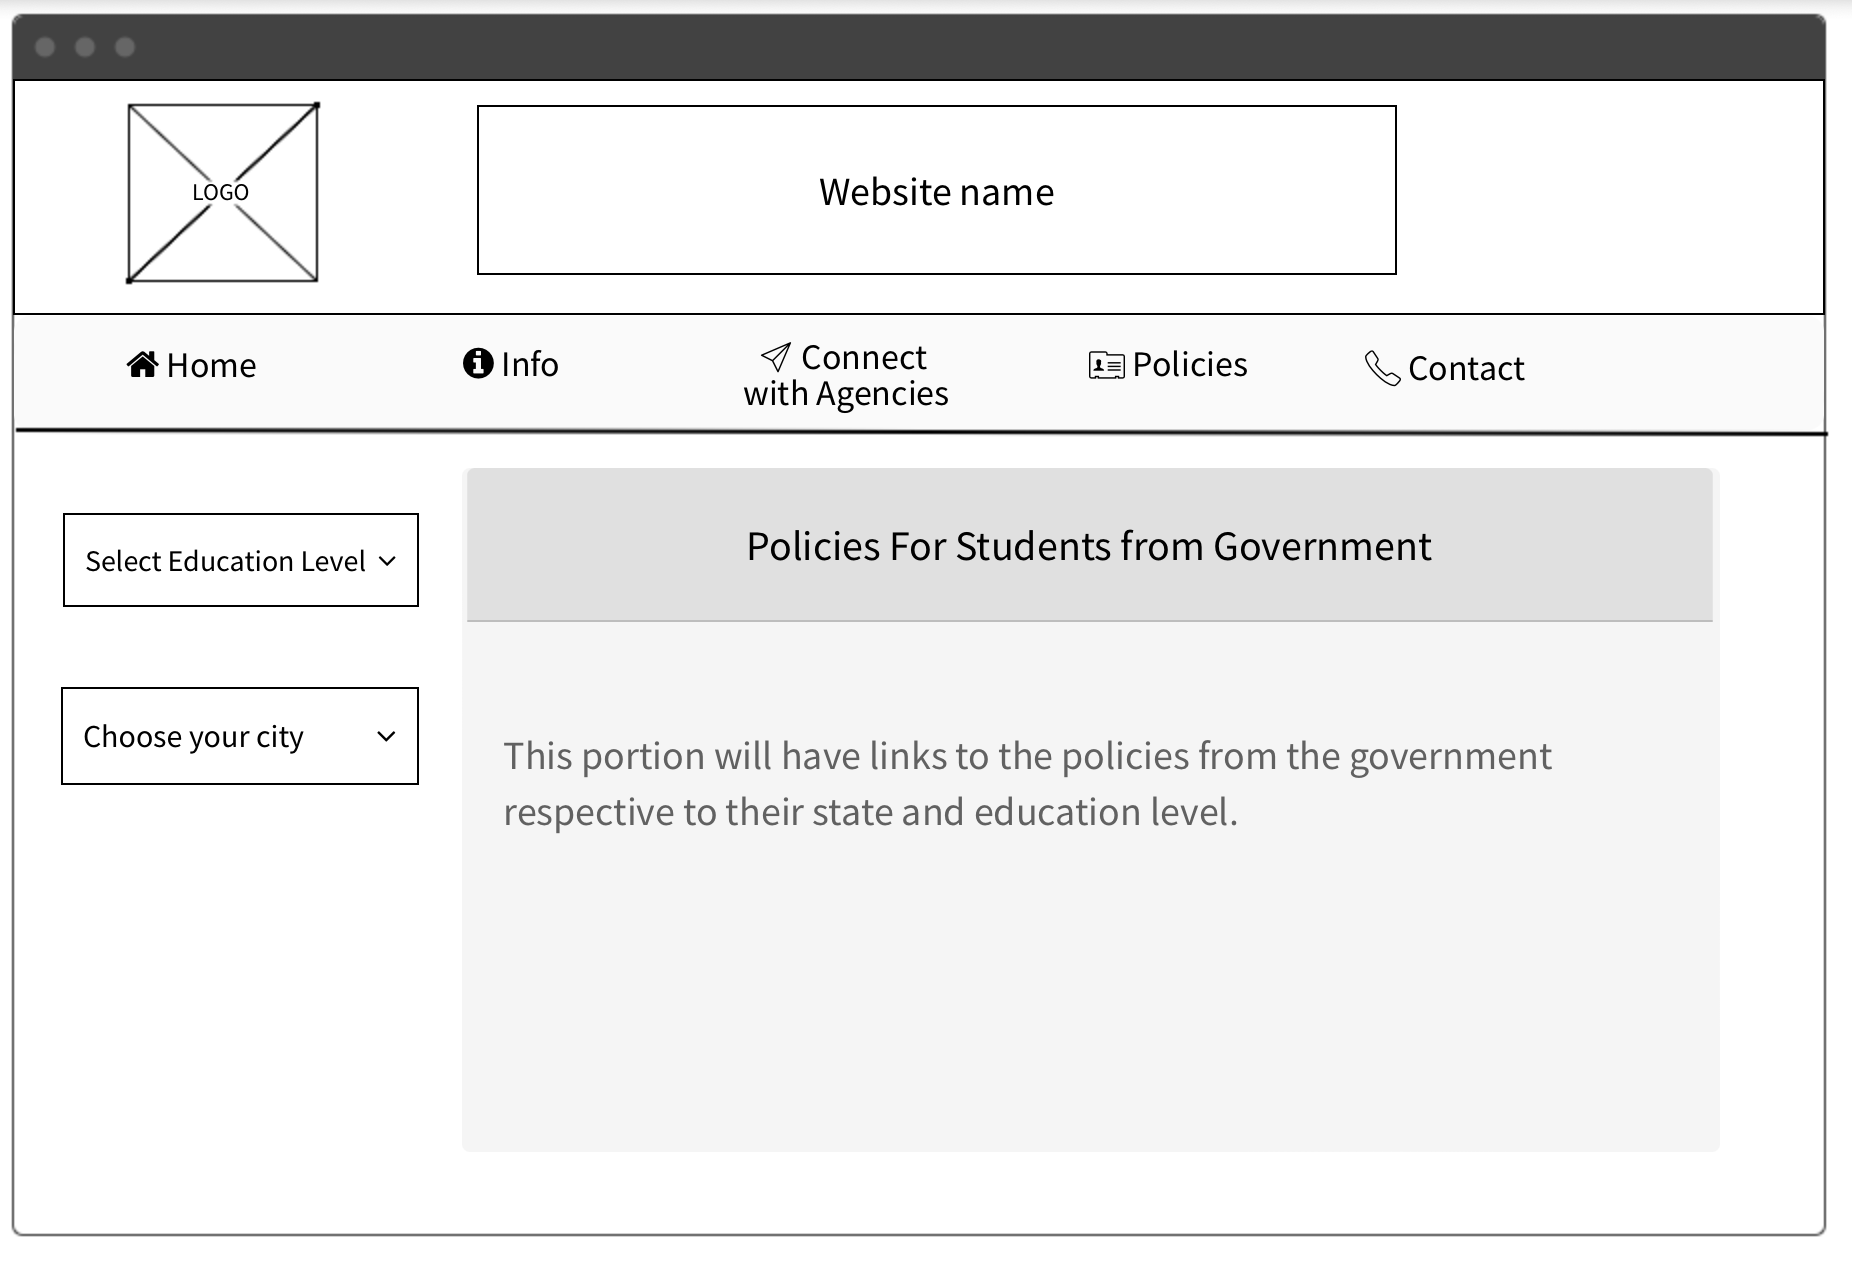 LOGO
Website name
Home
Info
Connect
with Agencies
Policies
Contact
Select Education Level
Choose your city
Policies For Students from Government
This portion will have links to the policies from the government
respective to their state and education level.